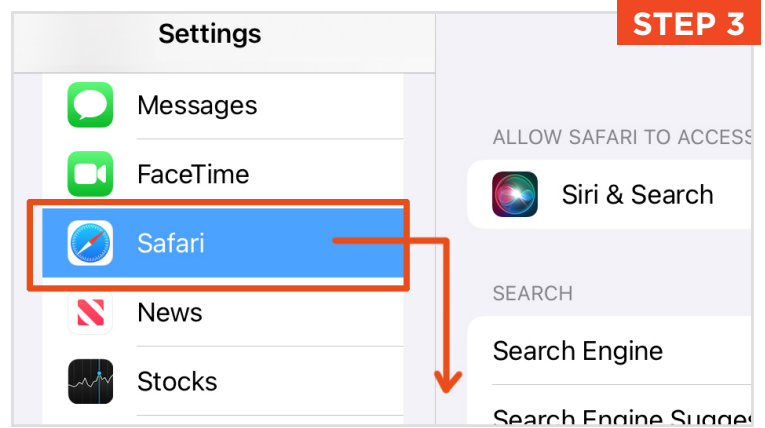 STEP 3
Settings
Messages
FaceTime
Safari
News
Stocks
ALLOW SAFARI TO ACCESS
Siri & Search
SEARCH
Search Engine
Search Engine Sugges